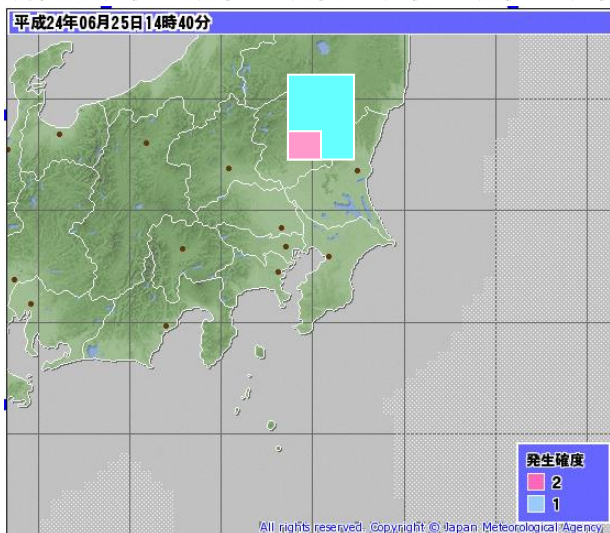 平成24年06月25日14時40分
発生確度
2
1
All rights reserved. Copyright © Japan Meteorological Agency.